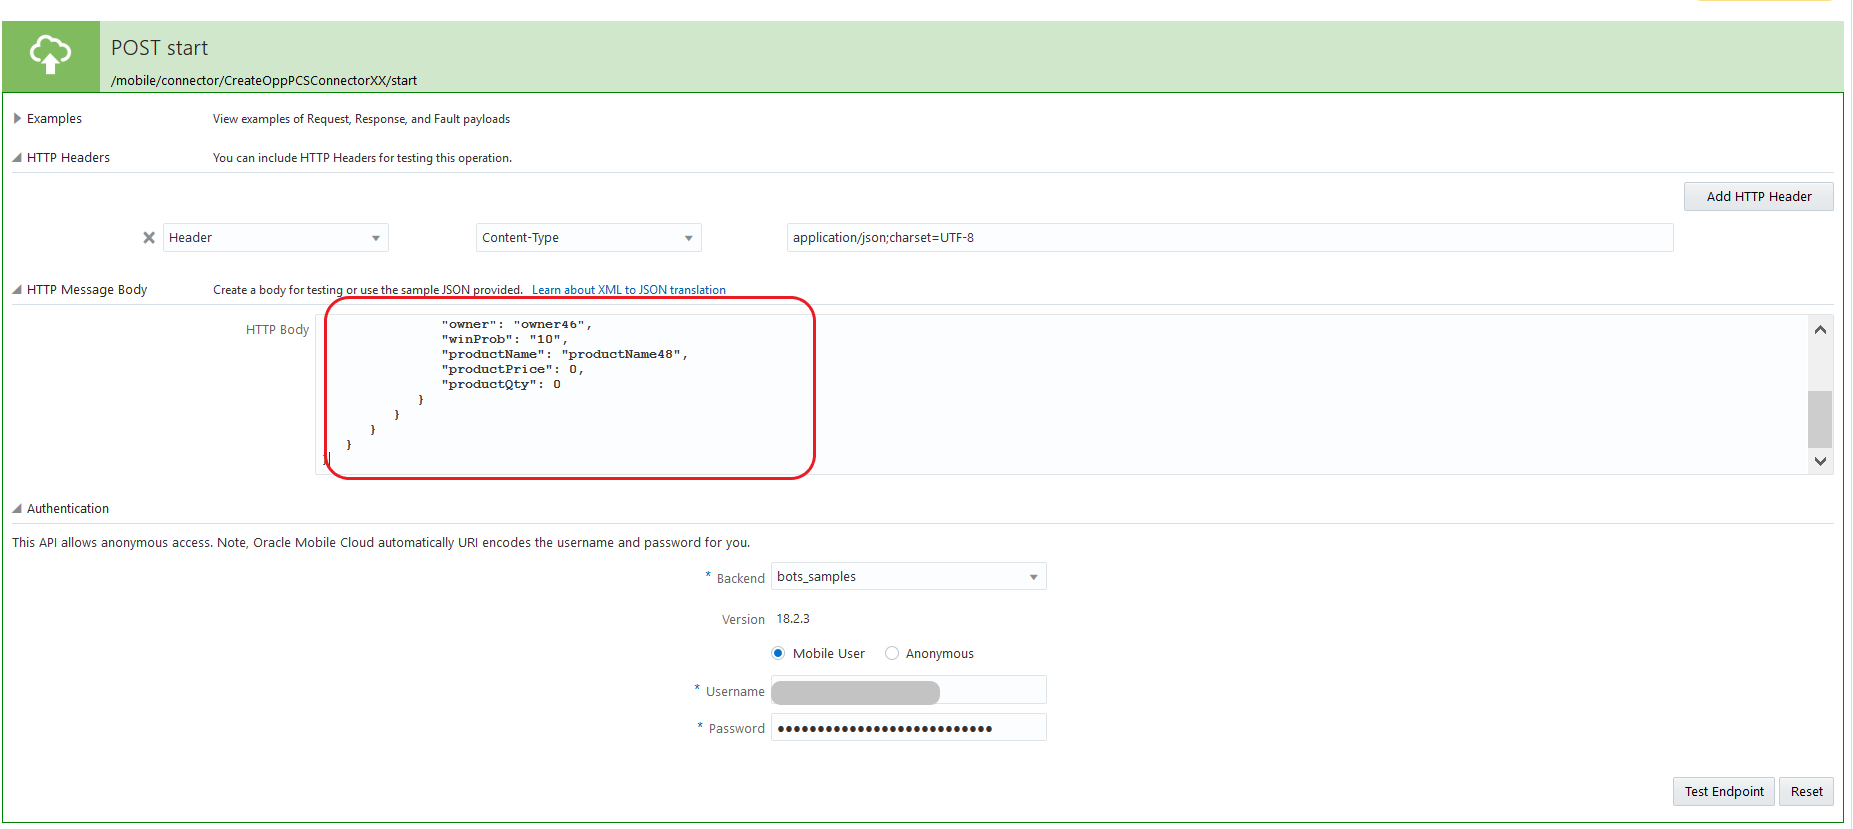 POST start
/mobile/connector/CreateOppPCSConnectorXX/start
Examples View examples of Request, Response, and Fault payloads
HTTP Headers You can include HTTP Headers for testing this operation.
Add HTTP Header
Header Content-Type application/json;charset=UTF-8
HTTP Message Body Create a body for testing or use the sample JSON provided. Learn about XML to JSON translation
HTTP Body
"owner": "owner46",
"winProb": "10",
"productName": "productName48",
"productPrice": 0,
"productQty": 0
}
}
}
}
}
Authentication
This API allows anonymous access. Note, Oracle Mobile Cloud automatically URI encodes the username and password for you.
* Backend bots_samples
Version 18.2.3
Mobile User Anonymous
* Username
* Password •••••••••••••••••••••••••••
Test Endpoint Reset